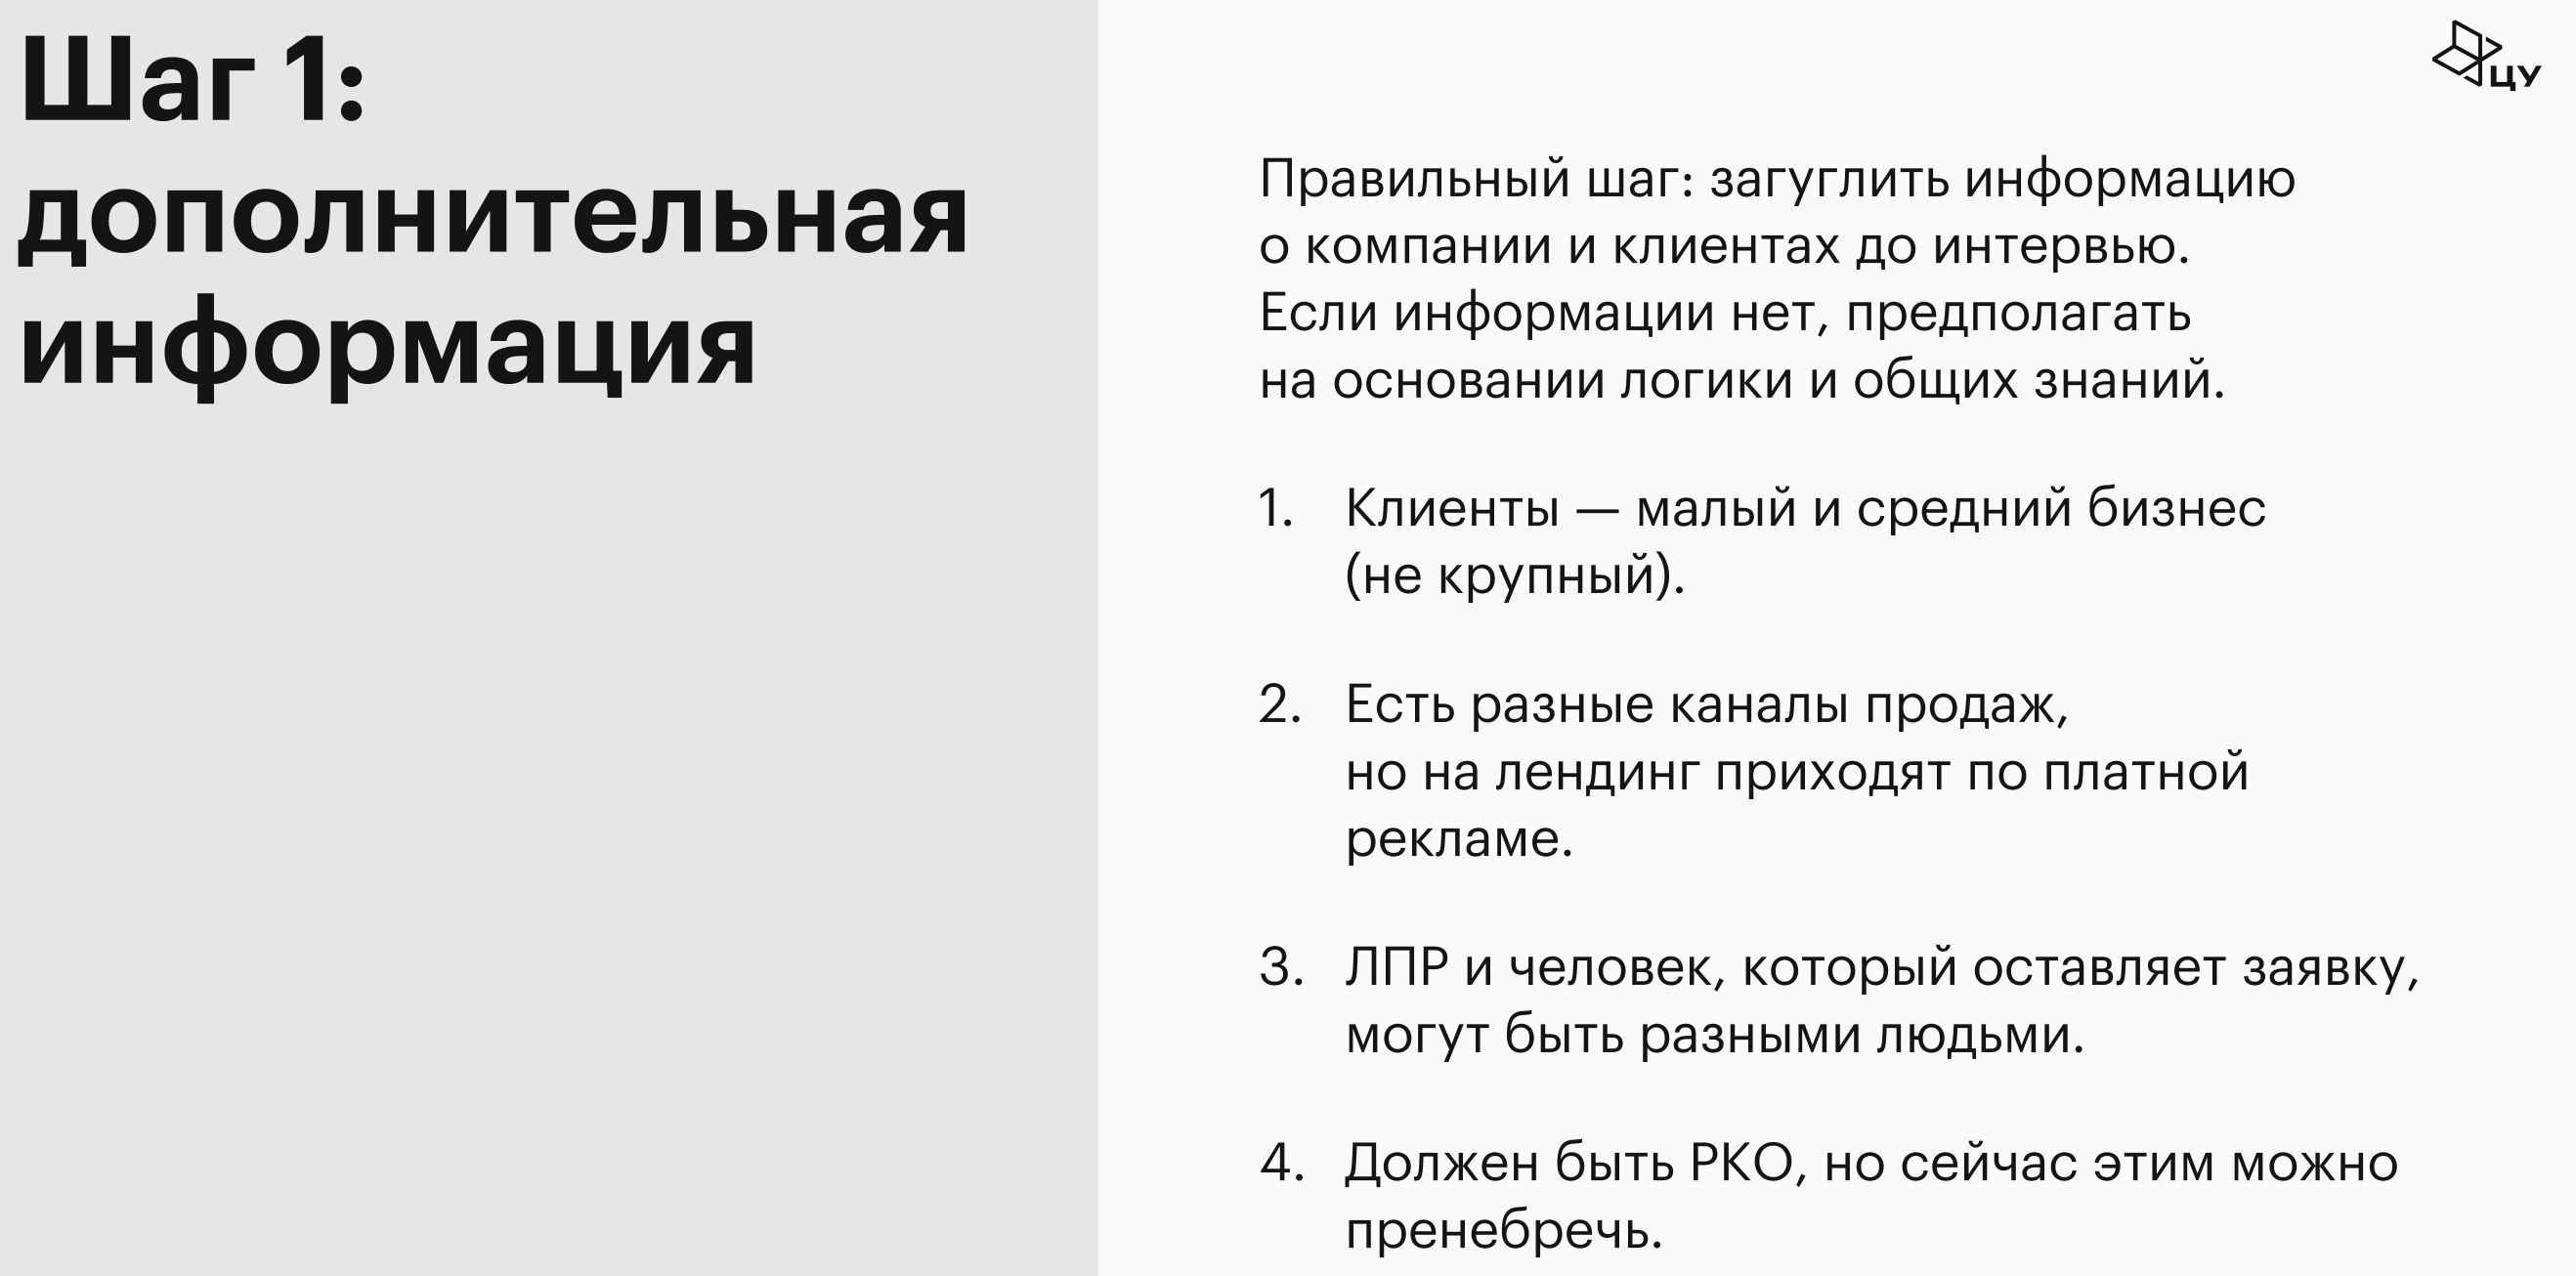 Шаг 1:
дополнительная
информация
ЦУ
Правильный шаг: загуглить информацию
о компании и клиентах до интервью.
Если информации нет, предполагать
на основании логики и общих знаний.
1. Клиенты — малый и средний бизнес
(не крупный).
2. Есть разные каналы продаж,
но на лендинг приходят по платной
рекламе.
3. ЛПР и человек, который оставляет заявку,
могут быть разными людьми.
4. Должен быть РКО, но сейчас этим можно
пренебречь.